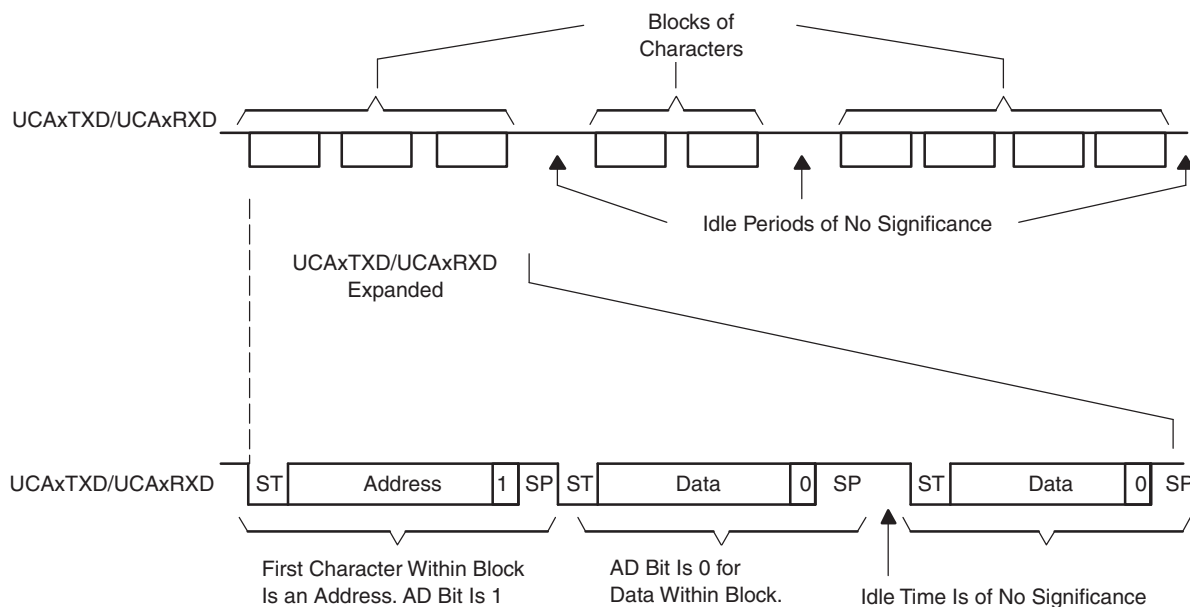 Blocks of
Characters
UCAxTXD/UCAxRXD
Idle Periods of No Significance
UCAxTXD/UCAxRXD
Expanded
UCAxTXD/UCAxRXD
ST Address 1 SP ST Data 0 SP ST Data 0 SP
First Character Within Block
Is an Address. AD Bit Is 1
AD Bit Is 0 for
Data Within Block.
Idle Time Is of No Significance